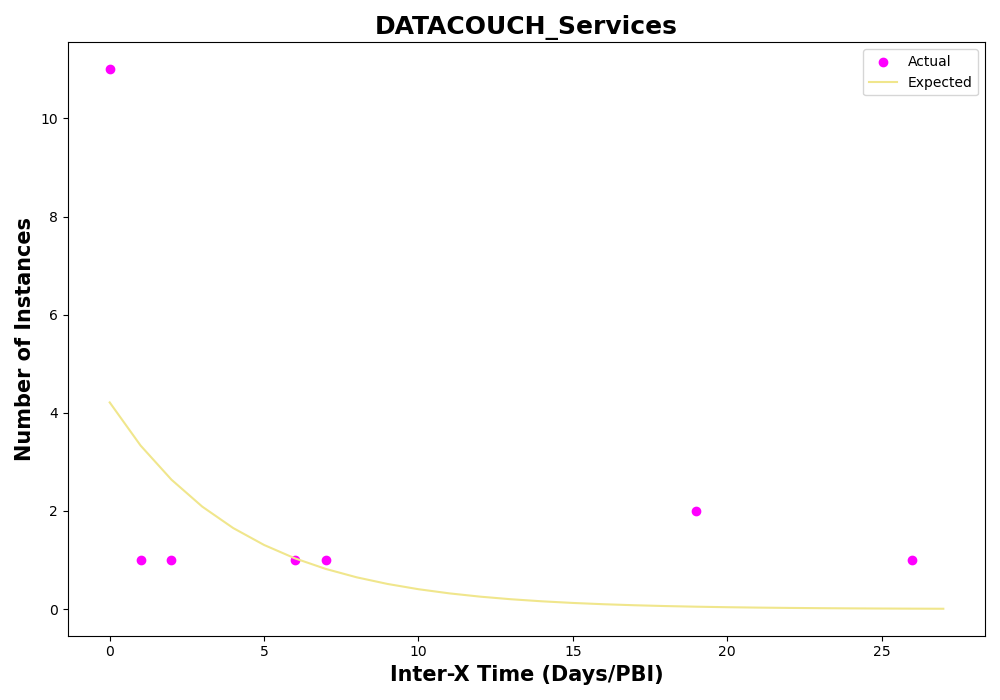 DATACOUCH_Services
Actual
Expected
10
8
6
4
2
0
Number of Instances
0 5 10 15 20 25
Inter-X Time (Days/PBI)